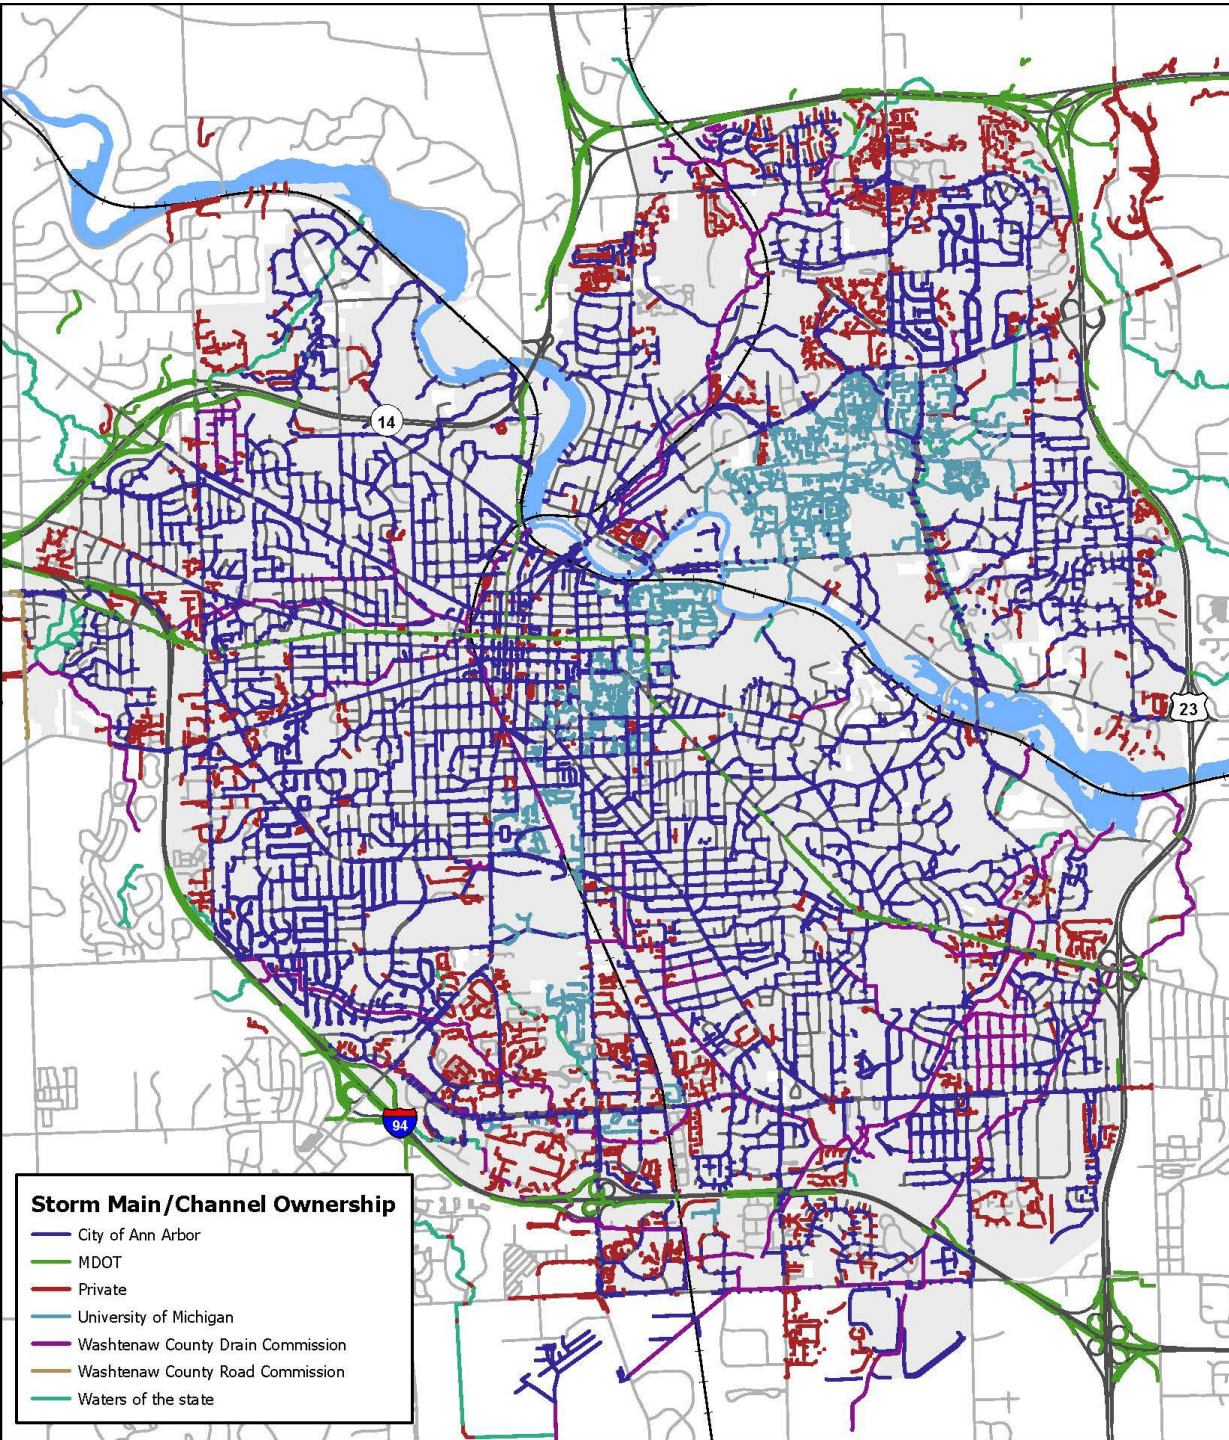 14
23
94
Storm Main/Channel Ownership
City of Ann Arbor
MDOT
Private
University of Michigan
Washtenaw County Drain Commission
Washtenaw County Road Commission
Waters of the state